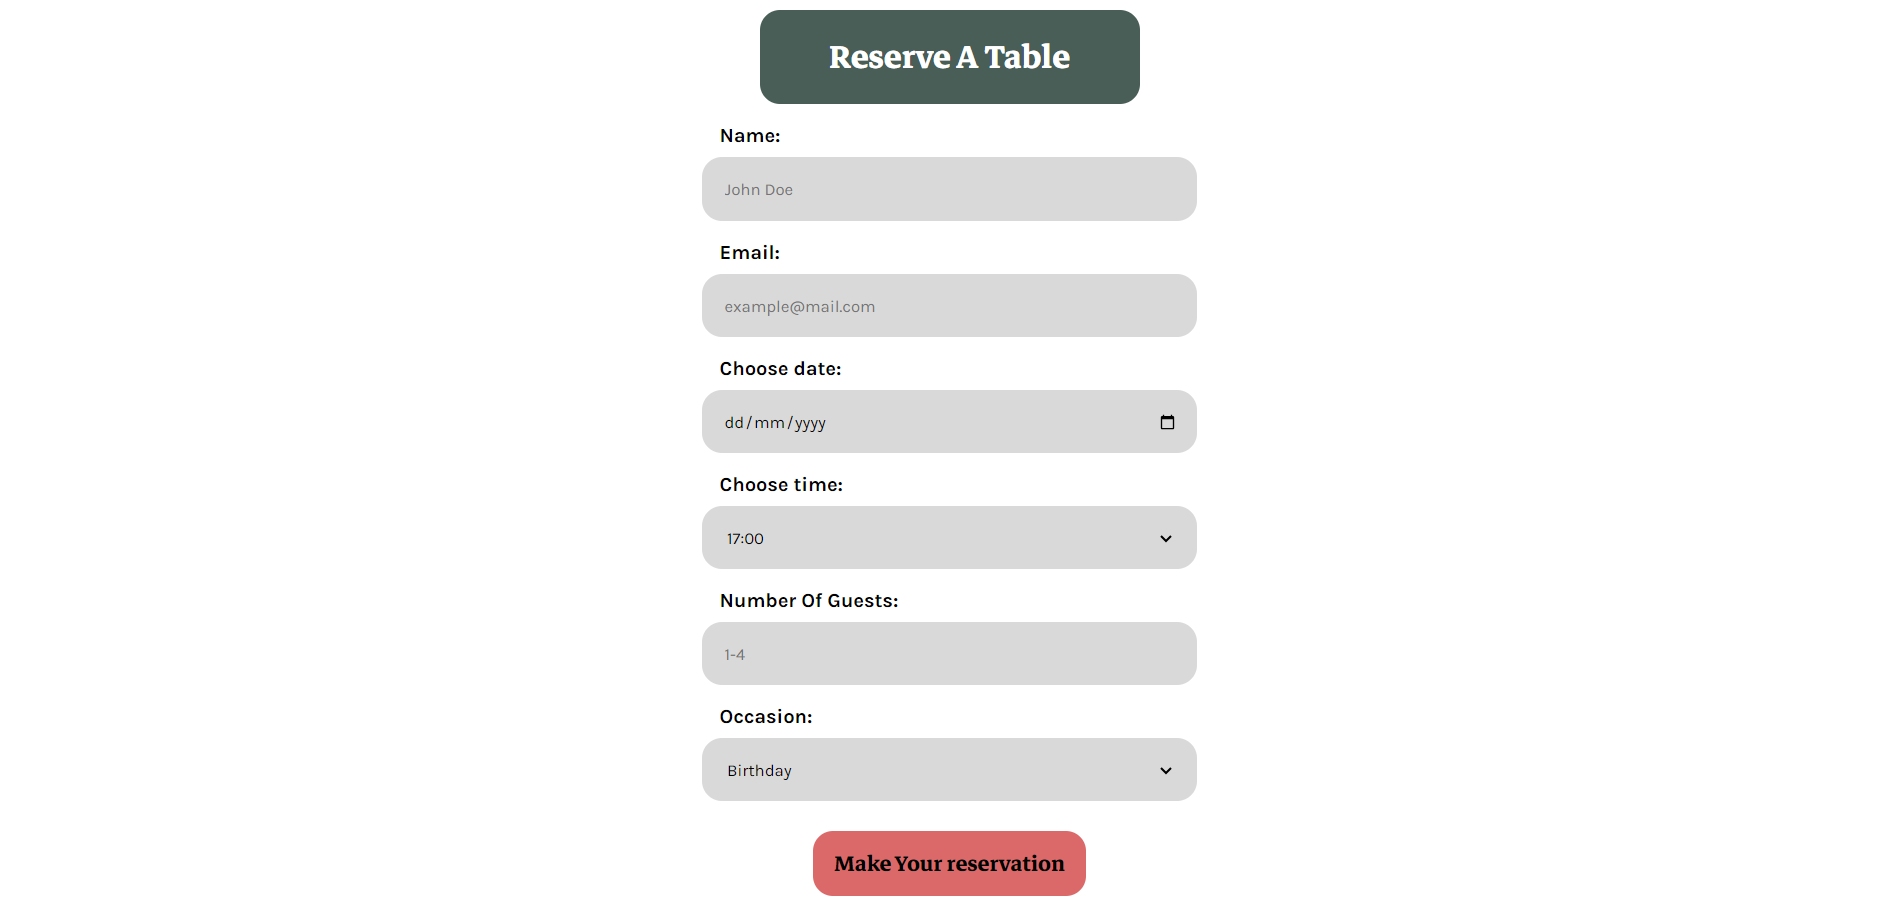 Reserve A Table
Name:
John Doe
Email:
example@mail.com
Choose date:
dd/mm/yyyy
Choose time:
17:00
Number Of Guests:
1-4
Occasion:
Birthday
Make Your reservation